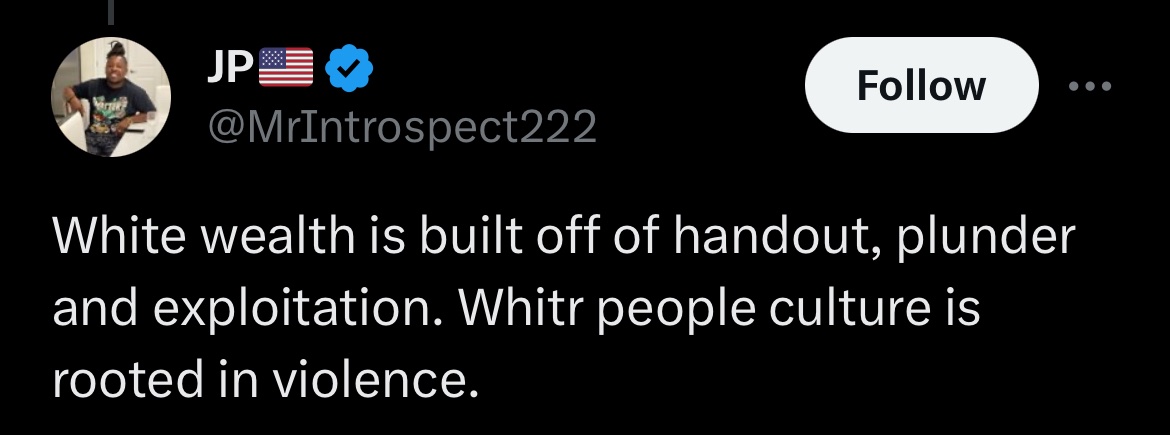 JP🇺🇸
@MrIntrospect222
Follow
White wealth is built off of handout, plunder
and exploitation. Whitr people culture is
rooted in violence.